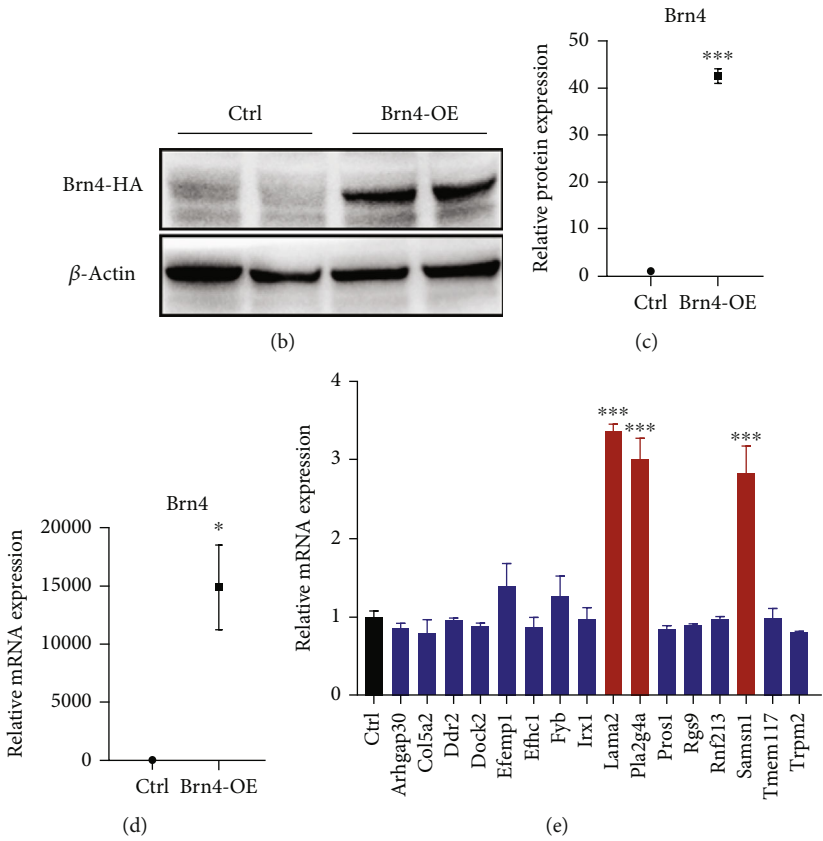 Ctrl
Brn4-OE
Brn4-HA
β-Actin
(b)
Brn4
Relative protein expression
50
***
40
30
20
10
0
Ctrl
Brn4-OE
(c)
Brn4
Relative mRNA expression
20000
*
15000
10000
5000
0
Ctrl
Brn4-OE
(d)
Relative mRNA expression
4
***
***
***
3
2
1
0
Ctrl
Arhgap30
Col5a2
Ddr2
Dock2
Efemp1
Efhc1
Fyb
Irx1
Lama2
Pla2g4a
Pros1
Rgs9
Rnf213
Samsn1
Tmem117
Trpm2
(e)